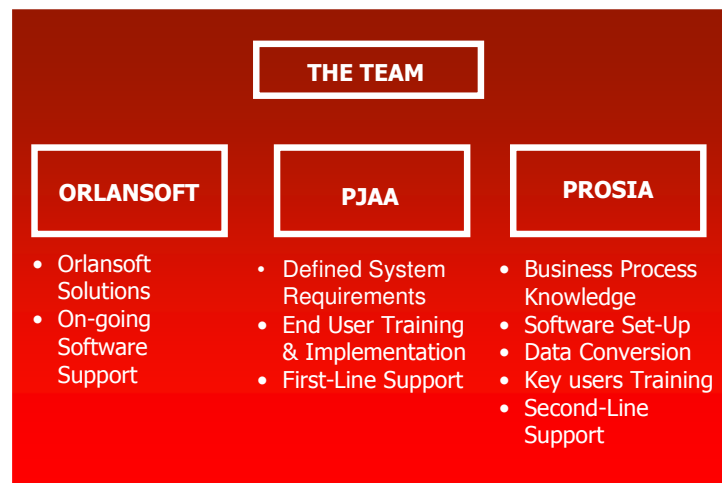 THE TEAM
ORLANSOFT
• Orlansoft
Solutions
• On-going
Software
Support
PJAA
• Defined System
Requirements
• End User Training
& Implementation
• First-Line Support
PROSIA
• Business Process
Knowledge
• Software Set-Up
• Data Conversion
• Key users Training
• Second-Line
Support